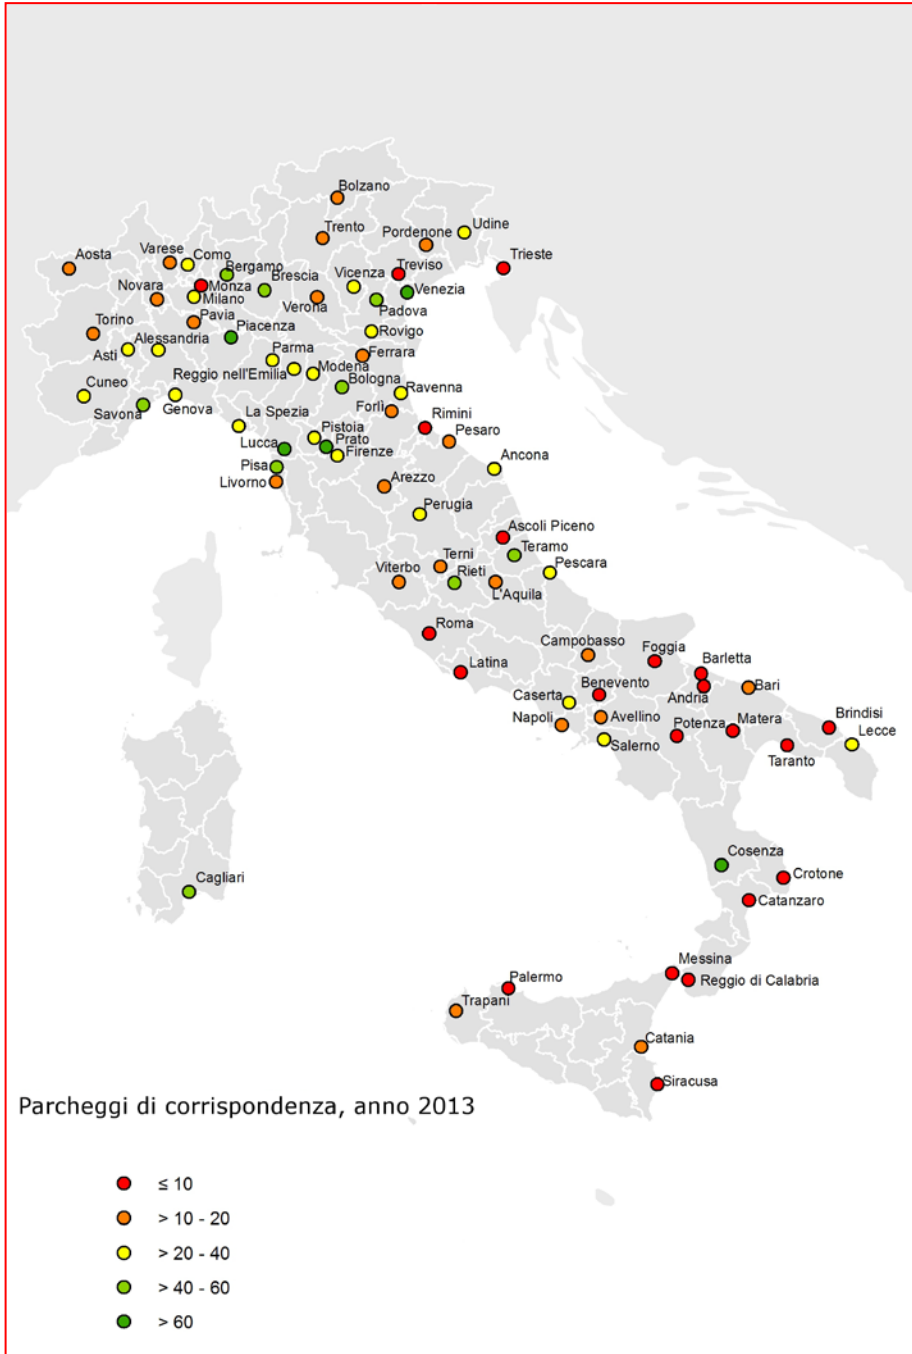 Bolzano
Trento
Pordenone
Udine
Aosta
Varese
Como
Bergamo
Brescia
Vicenza
Treviso
Trieste
Novara
Monza
Milano
Verona
Padova
Venezia
Torino
Pavia
Piacenza
Rovigo
Asti
Alessandria
Parma
Ferrara
Reggio nell'Emilia
Modena
Bologna
Cuneo
Savona
Genova
Ravenna
Forlì
La Spezia
Pistoia
Rimini
Lucca
Prato
Pesaro
Firenze
Pisa
Ancona
Livorno
Arezzo
Perugia
Ascoli Piceno
Teramo
Terni
Viterbo
Rieti
Pescara
L'Aquila
Roma
Campobasso
Foggia
Latina
Barletta
Benevento
Caserta
Andria
Bari
Napoli
Avellino
Potenza
Matera
Brindisi
Salerno
Lecce
Taranto
Cosenza
Cagliari
Crotone
Catanzaro
Messina
Palermo
Reggio di Calabria
Trapani
Catania
Siracusa
Parcheggi di corrispondenza, anno 2013
≤ 10
> 10 - 20
> 20 - 40
> 40 - 60
> 60